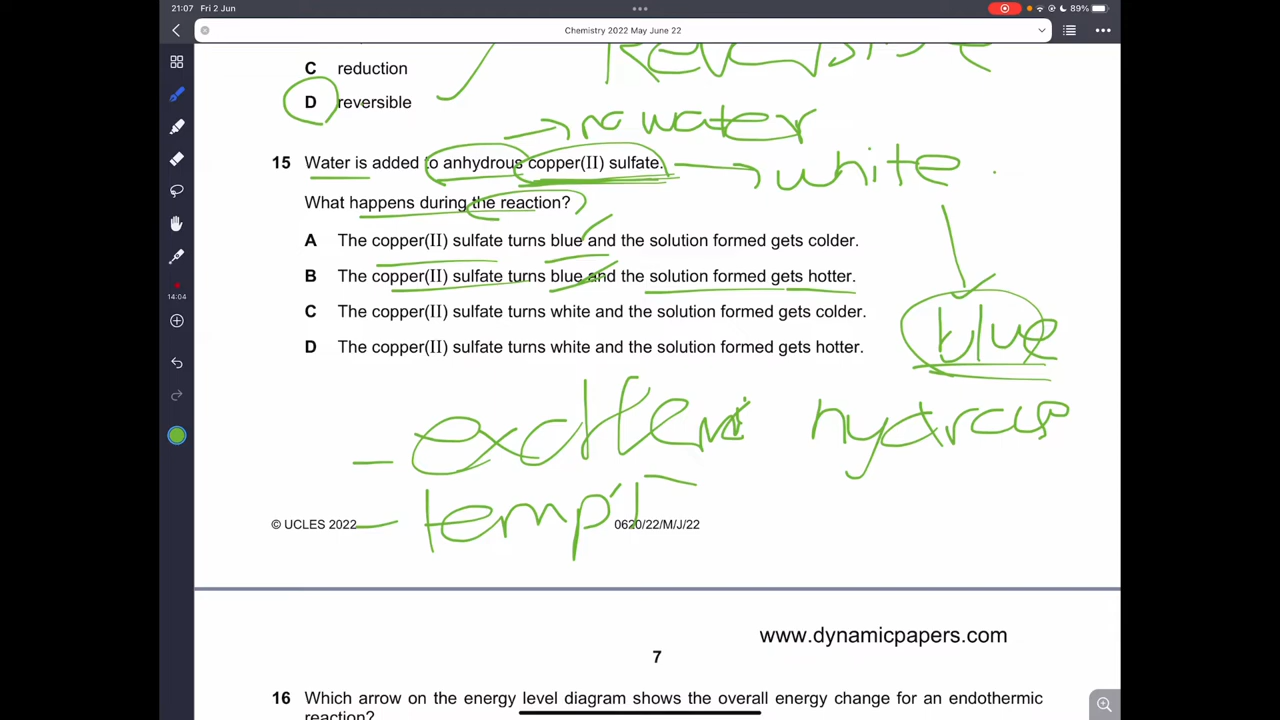 21:07 Fri 2 Jun
89%
Chemistry 2022 May June 22
C reduction
reversible
D reversible
no water
15 Water is added to anhydrous copper(II) sulfate.
white
What happens during the reaction?
A The copper(II) sulfate turns blue and the solution formed gets colder.
B The copper(II) sulfate turns blue and the solution formed gets hotter.
14:04
C The copper(II) sulfate turns white and the solution formed gets colder.
blue
D The copper(II) sulfate turns white and the solution formed gets hotter.
hydrous
- temp ↑
© UCLES 2022
0620/22/M/J/22
www.dynamicpapers.com
7
16 Which arrow on the energy level diagram shows the overall energy change for an endothermic
reaction?